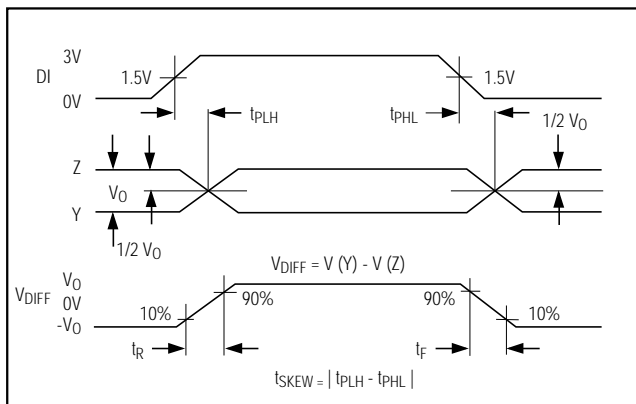 3V
DI
1.5V
1.5V
0V
tPLH
tPHL
1/2 VO
Z
VO
Y
1/2 VO
VDIFF = V (Y) - V (Z)
VO
VDIFF 0V
-VO
10%
90%
90%
10%
tR
tF
tSKEW = | tPLH - tPHL |